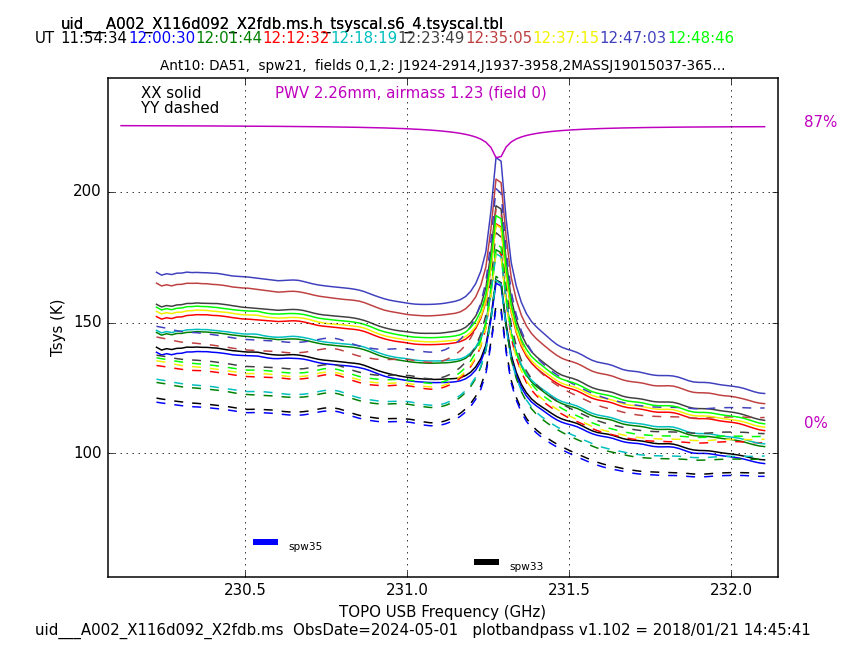 uid___A002_X116d092_X2fdb.ms.h_tsyscal.s6_4.tsyscal.tbl
UT 11:54:34 12:00:30 12:01:44 12:12:32 12:18:19 12:23:49 12:35:05 12:37:15 12:47:03 12:48:46
Ant10: DA51, spw21, fields 0,1,2: J1924-2914,J1937-3958,2MASSJ19015037-365...
XX solid PWV 2.26mm, airmass 1.23 (field 0)
YY dashed
87%
200
150
100
0%
Tsys (K)
spw35
spw33
230.5 231.0 231.5 232.0
TOPO USB Frequency (GHz)
uid___A002_X116d092_X2fdb.ms ObsDate=2024-05-01 plotbandpass v1.102 = 2018/01/21 14:45:41